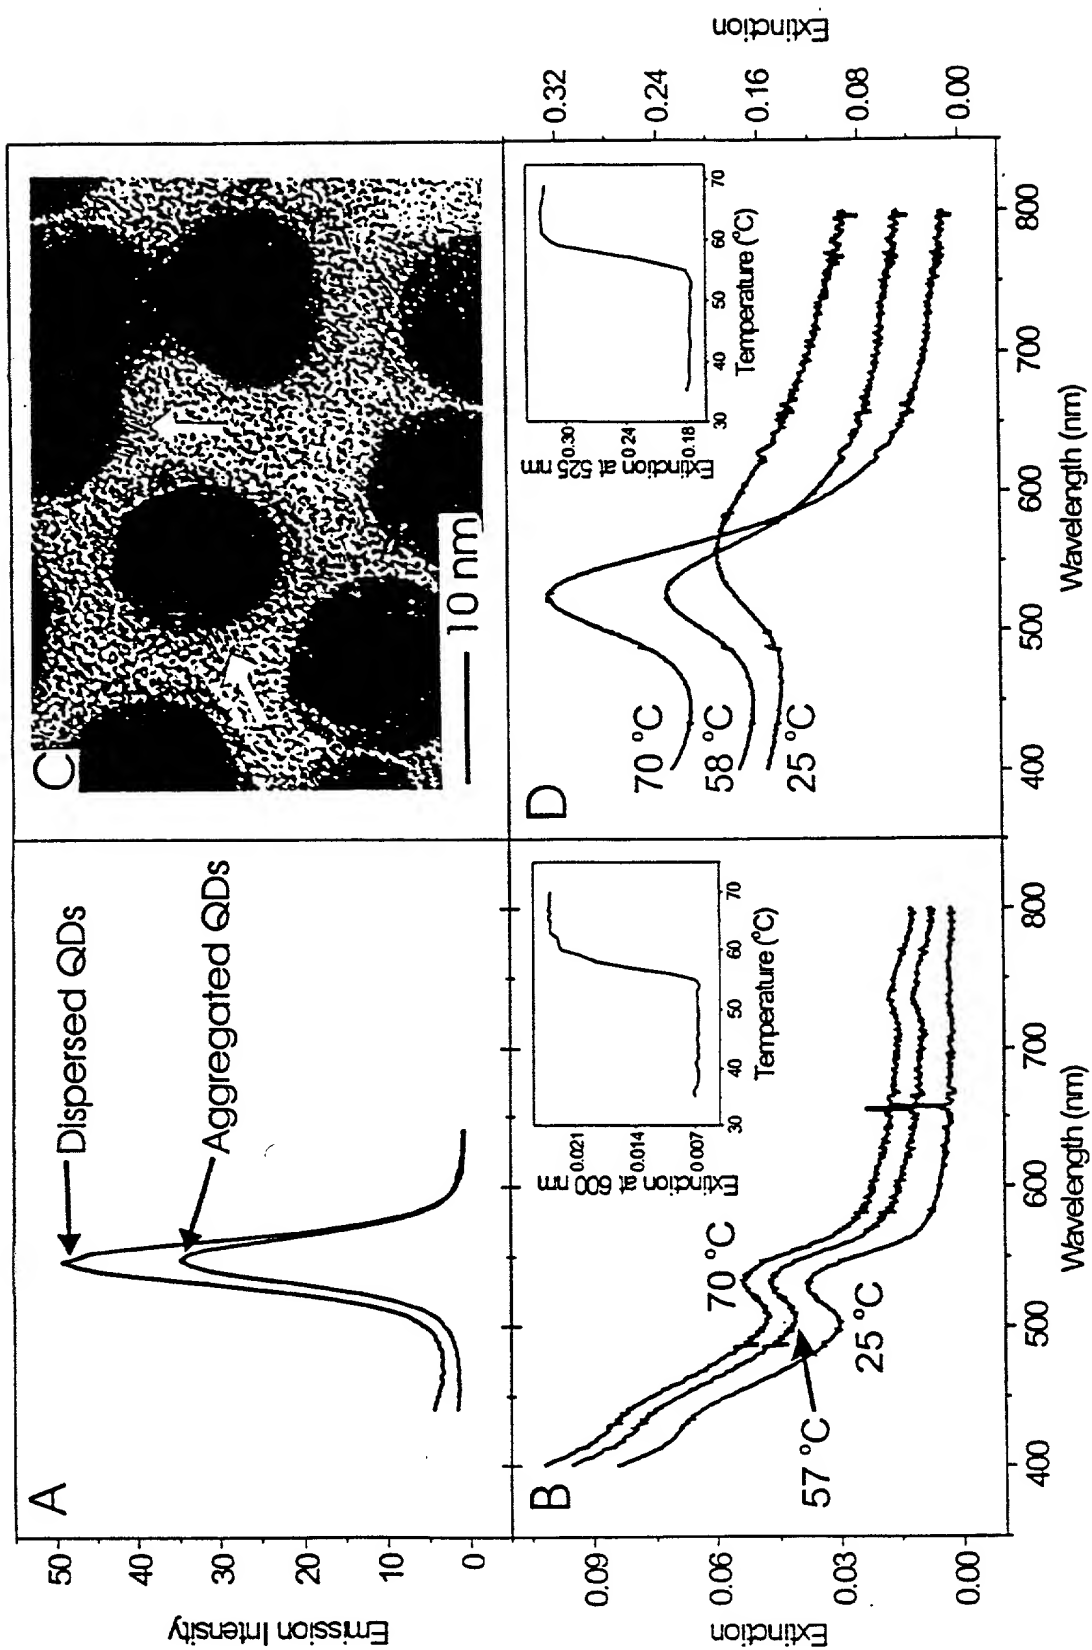 A
Dispersed QDs
Aggregated QDs
50
40
30
20
10
0
Emission Intensity
C
10 nm
B
70 °C
57 °C
25 °C
0.09
0.06
0.03
0.00
Extinction
400
500
600
700
800
Wavelength (nm)
0.021
0.014
0.007
Extinction at 600 nm
30
40
50
60
70
Temperature (°C)
D
70 °C
58 °C
25 °C
0.32
0.24
0.16
0.08
0.00
Extinction
400
500
600
700
800
Wavelength (nm)
0.30
0.24
0.18
Extinction at 525 nm
30
40
50
60
70
Temperature (°C)